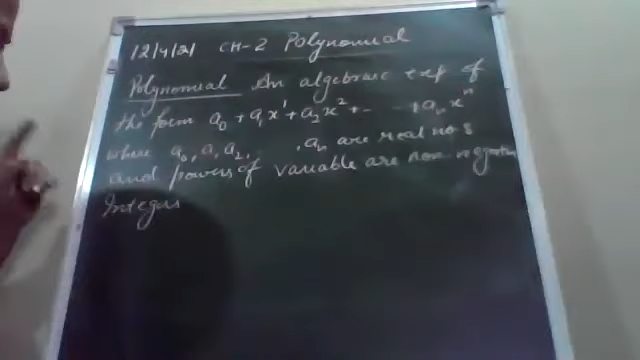 12/4/21 CH-2 Polynomial
Polynomial An algebraic exp of
the form a₀ + a₁x¹ + a₂x² + - - + aₙxⁿ
where a₀, a₁, a₂, , aₙ are real no s
and powers of variable are non negative
Integers